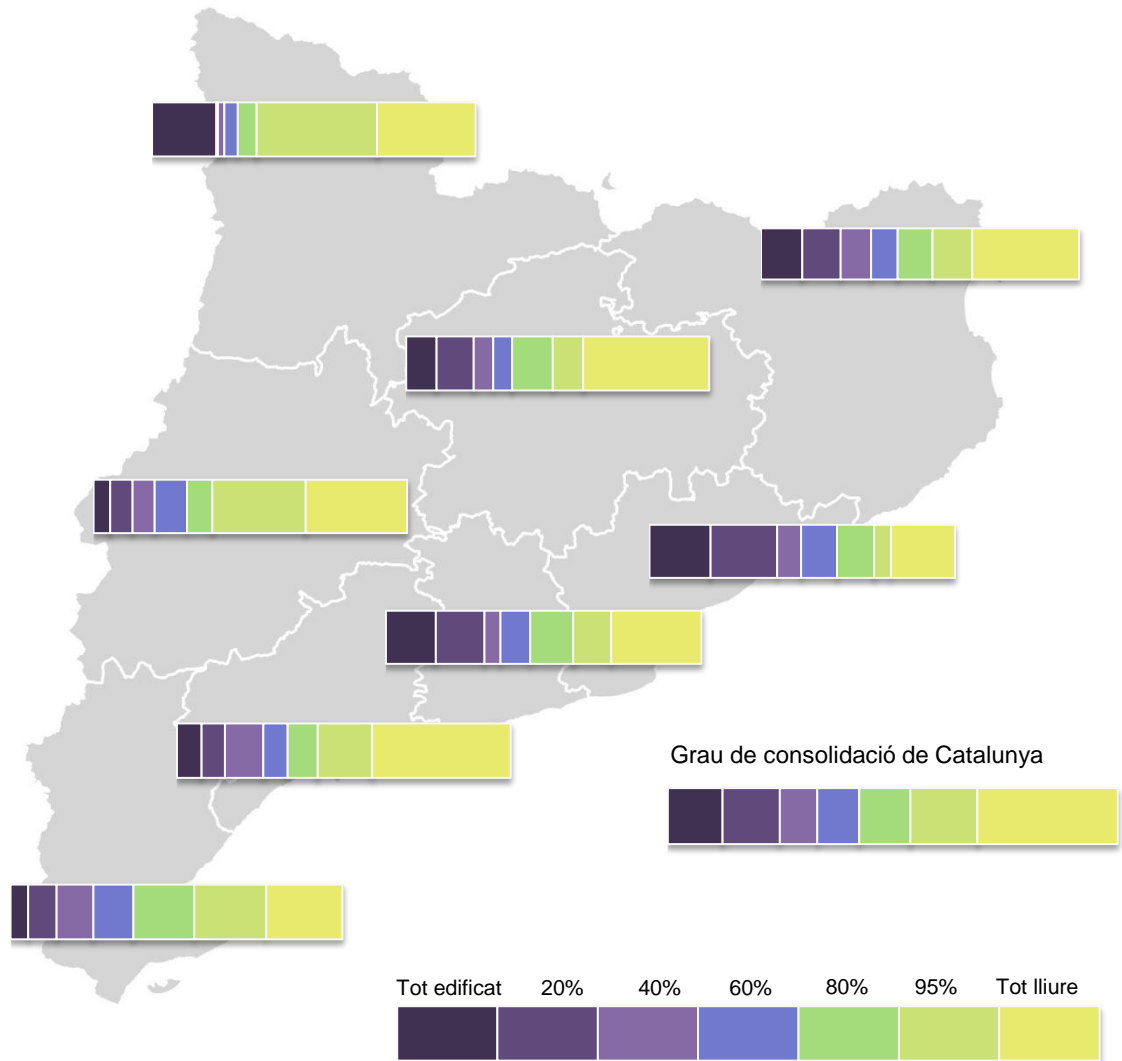 Grau de consolidació de Catalunya
Tot edificat 20% 40% 60% 80% 95% Tot lliure